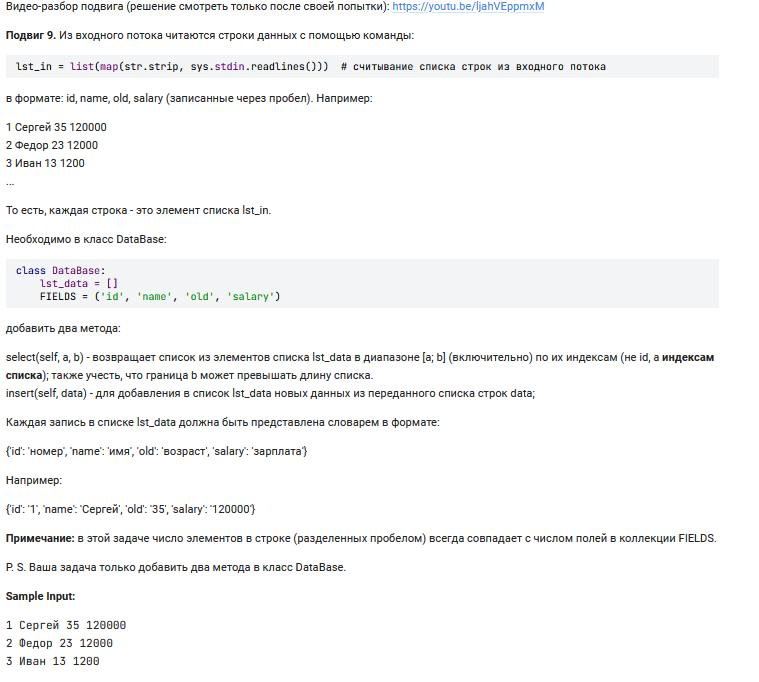 Видео-разбор подвига (решение смотреть только после своей попытки): https://youtu.be/ljahVEppmxM
Подвиг 9. Из входного потока читаются строки данных с помощью команды:
lst_in = list(map(str.strip, sys.stdin.readlines()))  # считывание списка строк из входного потока
в формате: id, name, old, salary (записанные через пробел). Например:
1 Сергей 35 120000
2 Федор 23 12000
3 Иван 13 1200
...
То есть, каждая строка - это элемент списка lst_in.
Необходимо в класс DataBase:
class DataBase:
    lst_data = []
    FIELDS = ('id', 'name', 'old', 'salary')
добавить два метода:
select(self, a, b) - возвращает список из элементов списка lst_data в диапазоне [a; b] (включительно) по их индексам (не id, а индексам
списка); также учесть, что граница b может превышать длину списка.
insert(self, data) - для добавления в список lst_data новых данных из переданного списка строк data;
Каждая запись в списке lst_data должна быть представлена словарем в формате:
{'id': 'номер', 'name': 'имя', 'old': 'возраст', 'salary': 'зарплата'}
Например:
{'id': '1', 'name': 'Сергей', 'old': '35', 'salary': '120000'}
Примечание: в этой задаче число элементов в строке (разделенных пробелом) всегда совпадает с числом полей в коллекции FIELDS.
P. S. Ваша задача только добавить два метода в класс DataBase.
Sample Input:
1 Сергей 35 120000
2 Федор 23 12000
3 Иван 13 1200